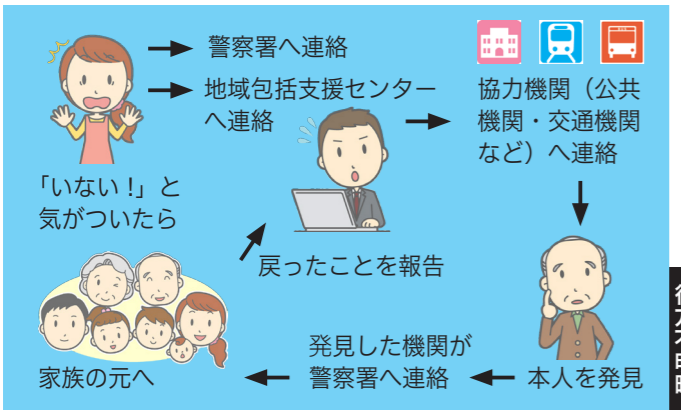 警察署へ連絡
地域包括支援センター
へ連絡
協力機関（公共
機関・交通機関
など）へ連絡
「いない！」と
気がついたら
戻ったことを報告
家族の元へ
発見した機関が
警察署へ連絡
本人を発見